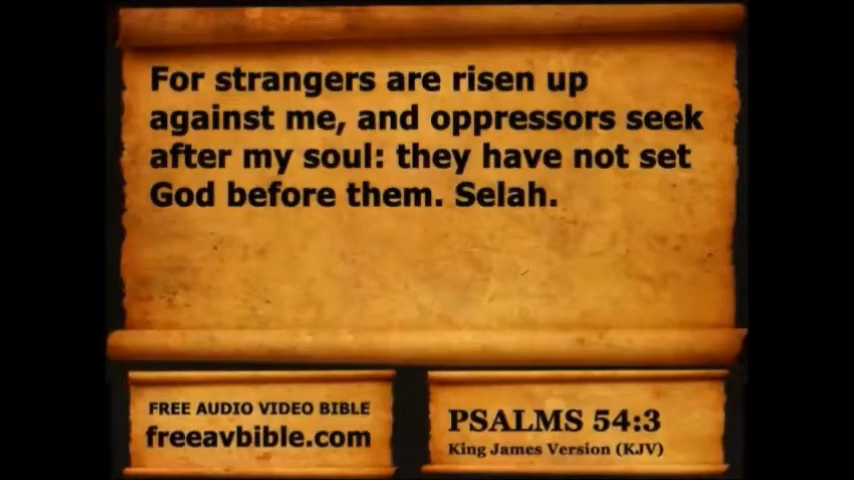 For strangers are risen up
against me, and oppressors seek
after my soul: they have not set
God before them. Selah.
FREE AUDIO VIDEO BIBLE
freeavbible.com
PSALMS 54:3
King James Version (KJV)